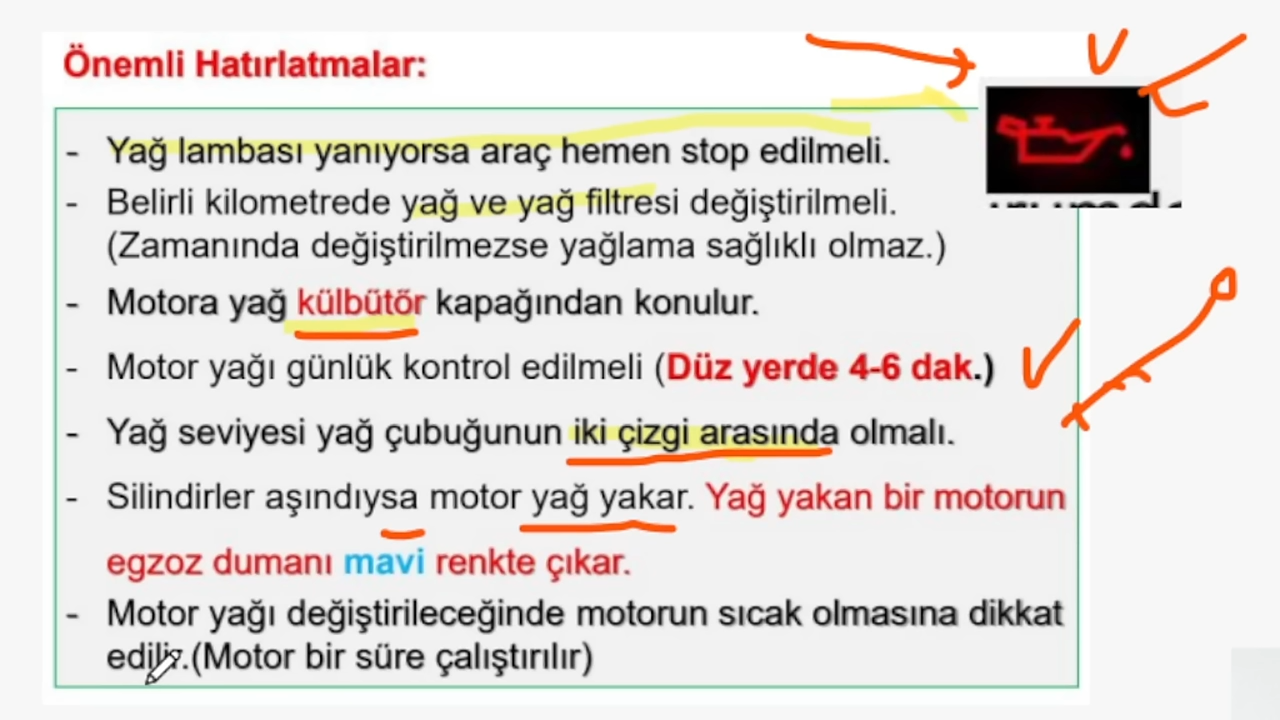 Önemli Hatırlatmalar:
- Yağ lambası yanıyorsa araç hemen stop edilmeli.
- Belirli kilometrede yağ ve yağ filtresi değiştirilmeli.
(Zamanında değiştirilmezse yağlama sağlıklı olmaz.)
- Motora yağ külbütör kapağından konulur.
- Motor yağı günlük kontrol edilmeli (Düz yerde 4-6 dak.)
- Yağ seviyesi yağ çubuğunun iki çizgi arasında olmalı.
- Silindirler aşındıysa motor yağ yakar. Yağ yakan bir motorun
egzoz dumanı mavi renkte çıkar.
- Motor yağı değiştirileceğinde motorun sıcak olmasına dikkat
edilir.(Motor bir süre çalıştırılır)